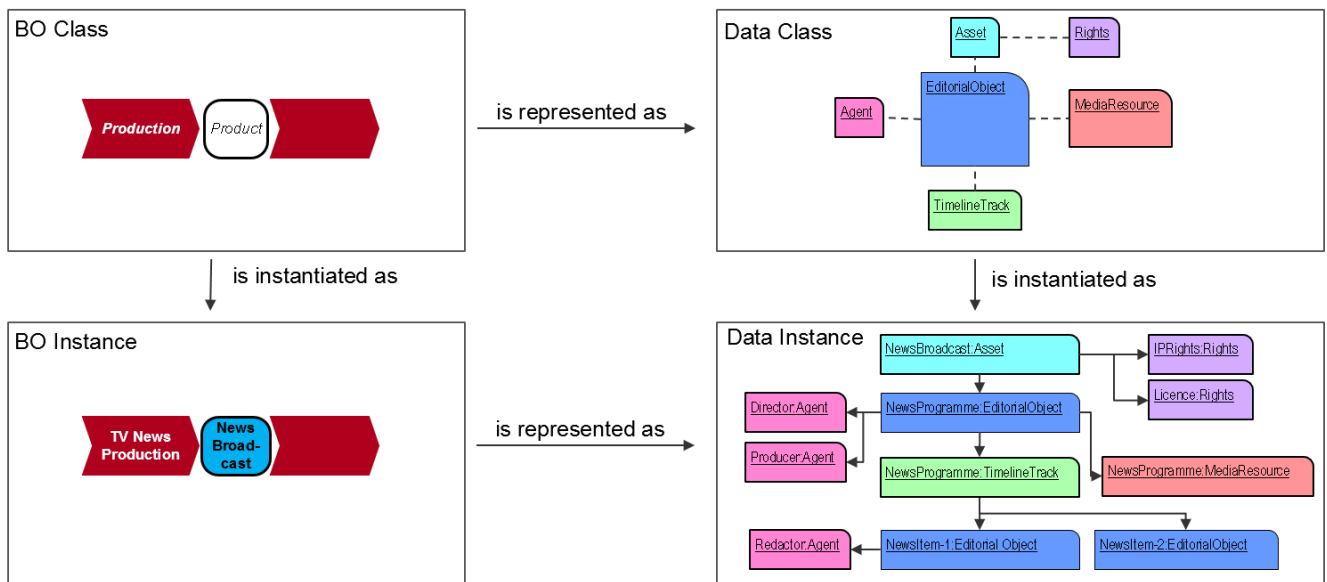 BO Class
Production
Product
is represented as
Data Class
Asset
Rights
EditorialObject
Agent
MediaResource
TimelineTrack
is instantiated as
is instantiated as
BO Instance
TV News
Production
News
Broad-
cast
is represented as
Data Instance
NewsBroadcast:Asset
IPRights:Rights
Licence:Rights
Director:Agent
NewsProgramme:EditorialObject
Producer:Agent
NewsProgramme:TimelineTrack
NewsProgramme:MediaResource
Redactor:Agent
NewsItem-1:Editorial Object
NewsItem-2:EditorialObject